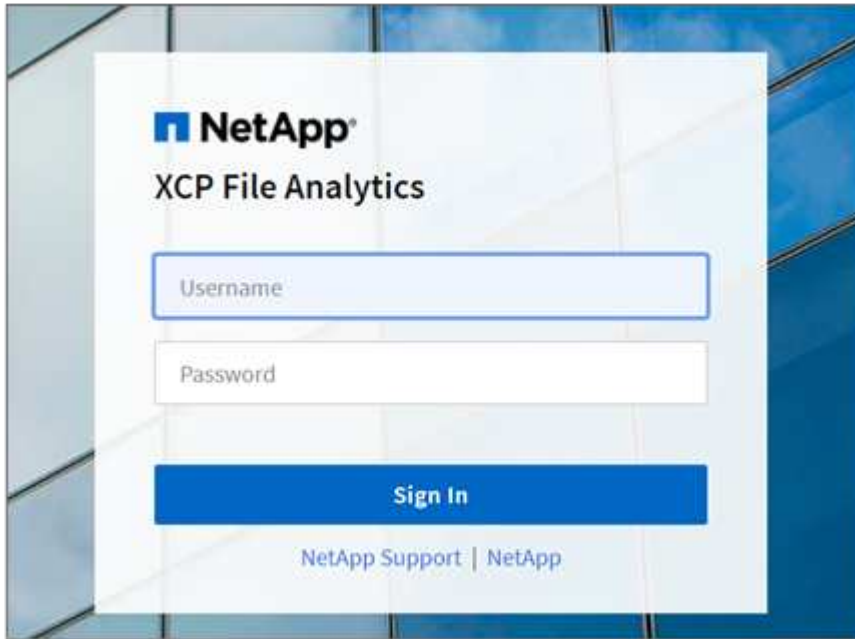 NetApp
XCP File Analytics
Username
Password
Sign In
NetApp Support | NetApp